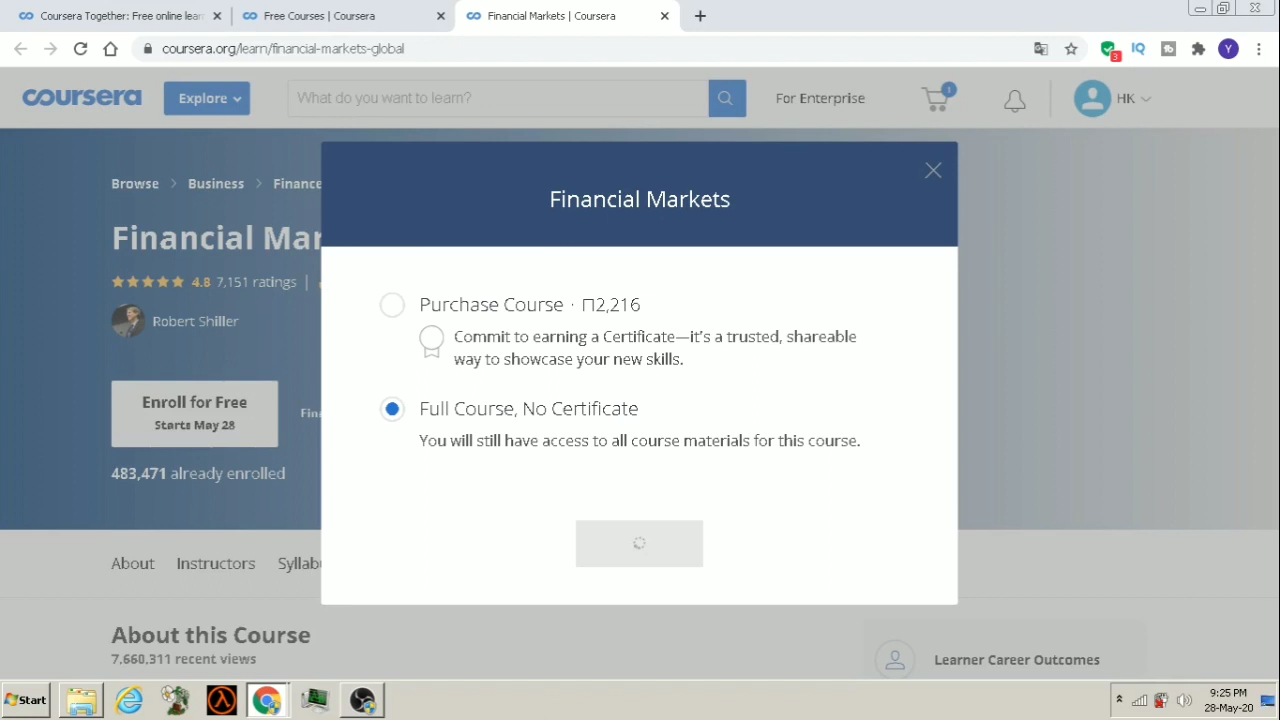 Coursera Together: Free online lear
Free Courses | Coursera
Financial Markets | Coursera
coursera.org/learn/financial-markets-global
3
IQ
Y
coursera
Explore
What do you want to learn?
For Enterprise
1
HK
Browse > Business > Finance
Financial Mar
4.8 7,151 ratings |
Robert Shiller
Enroll for Free
Starts May 28
Fin
483,471 already enrolled
Financial Markets
Purchase Course · 2,216
Commit to earning a Certificate—it's a trusted, shareable
way to showcase your new skills.
Full Course, No Certificate
You will still have access to all course materials for this course.
About Instructors Syllab
About this Course
7,660,311 recent views
Learner Career Outcomes
Start
9:25 PM
28-May-20